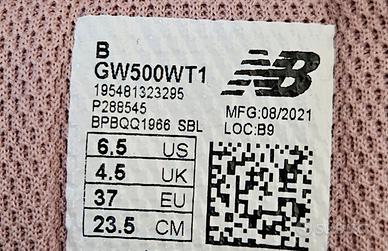 B
GW500WT1
195481323295
P288545
BPBQQ1966 SBL
NB
MFG:08/2021
LOC:B9
6.5 US
4.5 UK
37 EU
23.5 CM